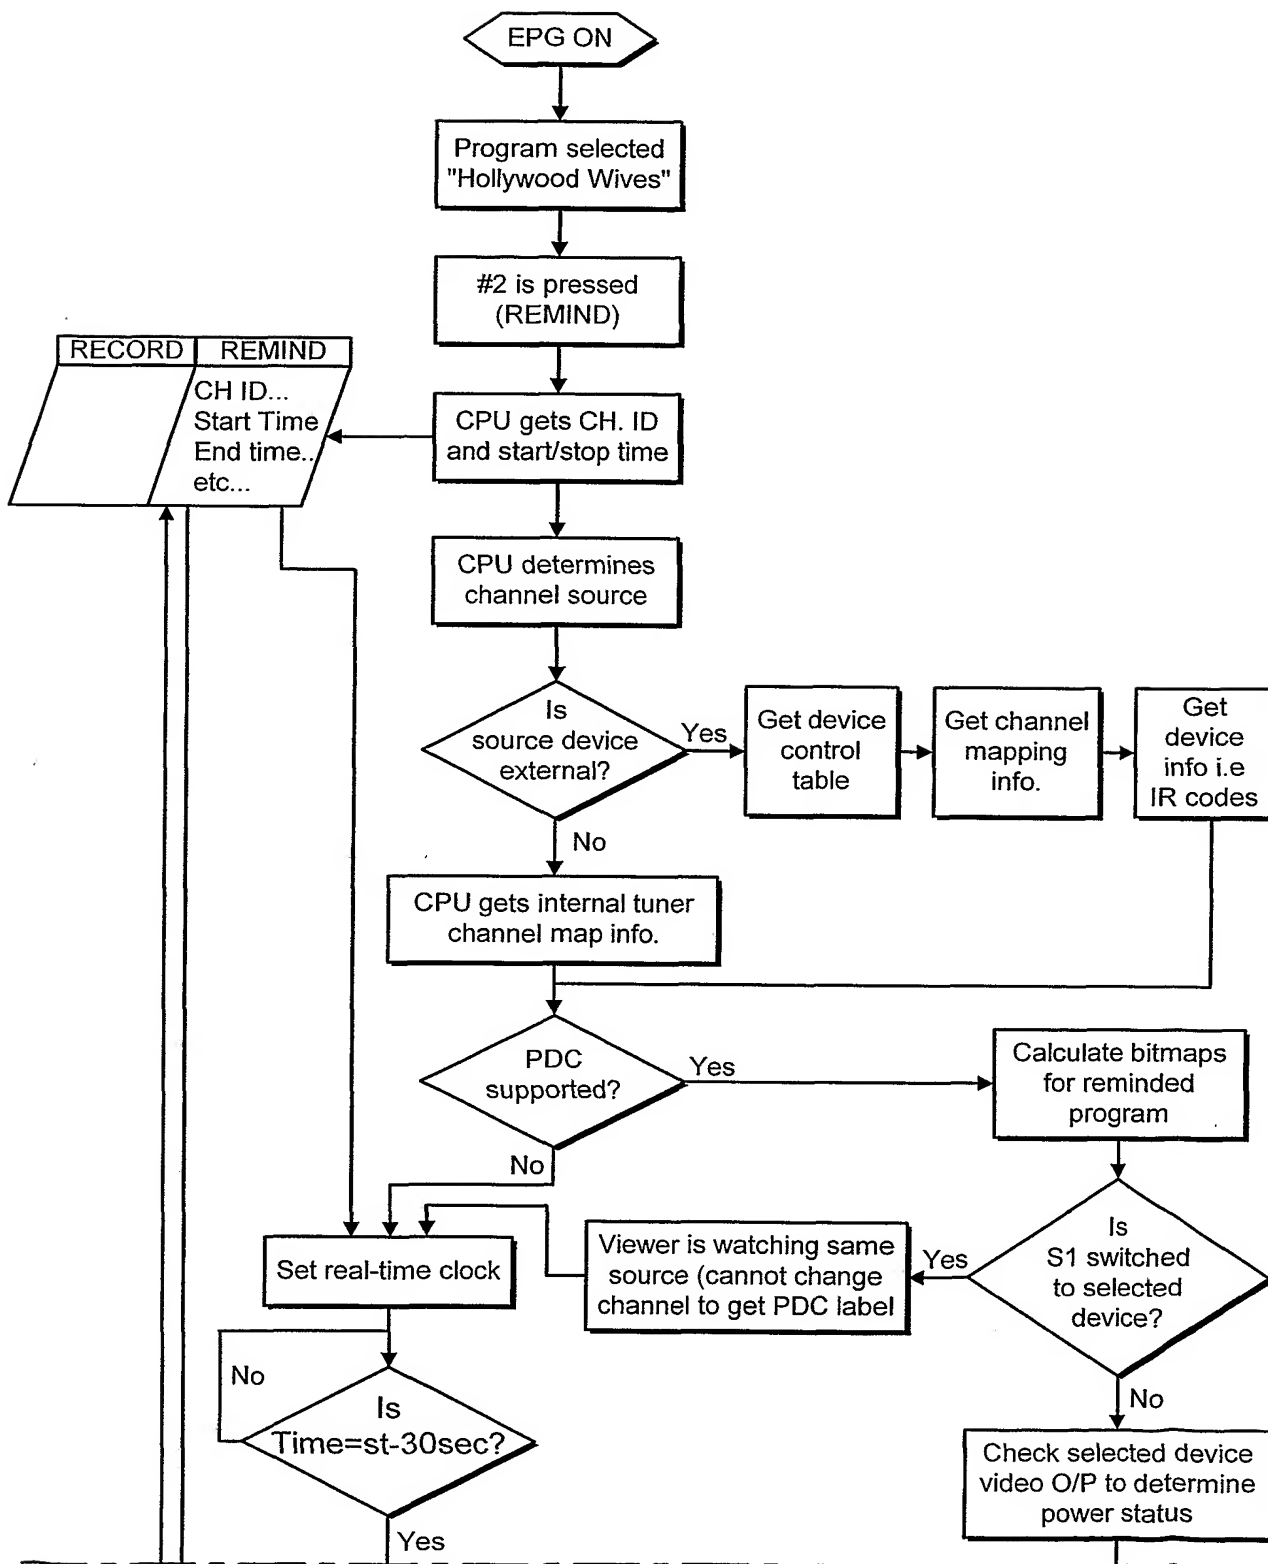 EPG ON
Program selected
"Hollywood Wives"
#2 is pressed
(REMIND)
RECORD
REMIND
CH ID...
Start Time
End time..
etc...
CPU gets CH. ID
and start/stop time
CPU determines
channel source
Is
source device
external?
Yes
Get device
control
table
Get channel
mapping
info.
Get
device
info i.e
IR codes
No
CPU gets internal tuner
channel map info.
PDC
supported?
Yes
Calculate bitmaps
for reminded
program
No
Set real-time clock
Viewer is watching same
source (cannot change
channel to get PDC label
Yes
Is
S1 switched
to selected
device?
No
No
Is
Time=st-30sec?
Yes
Check selected device
video O/P to determine
power status